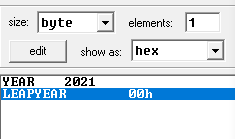 size: byte elements: 1
edit show as: hex
YEAR 2021
LEAPYEAR 00h